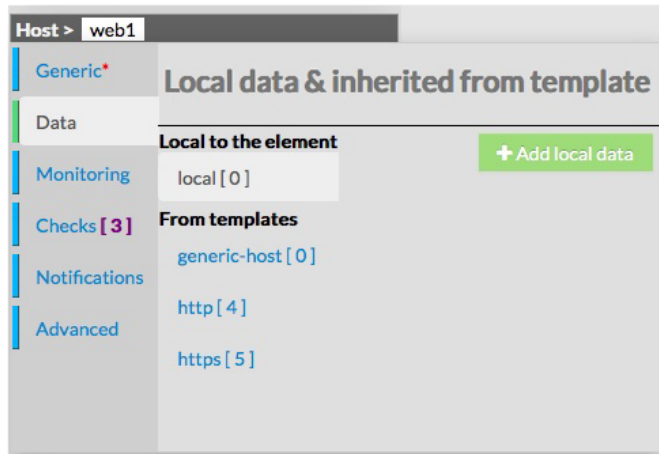 Host > web1
Generic*
Data
Monitoring
Checks [ 3 ]
Notifications
Advanced
Local data & inherited from template
Local to the element
+ Add local data
local [ 0 ]
From templates
generic-host [ 0 ]
http [ 4 ]
https [ 5 ]